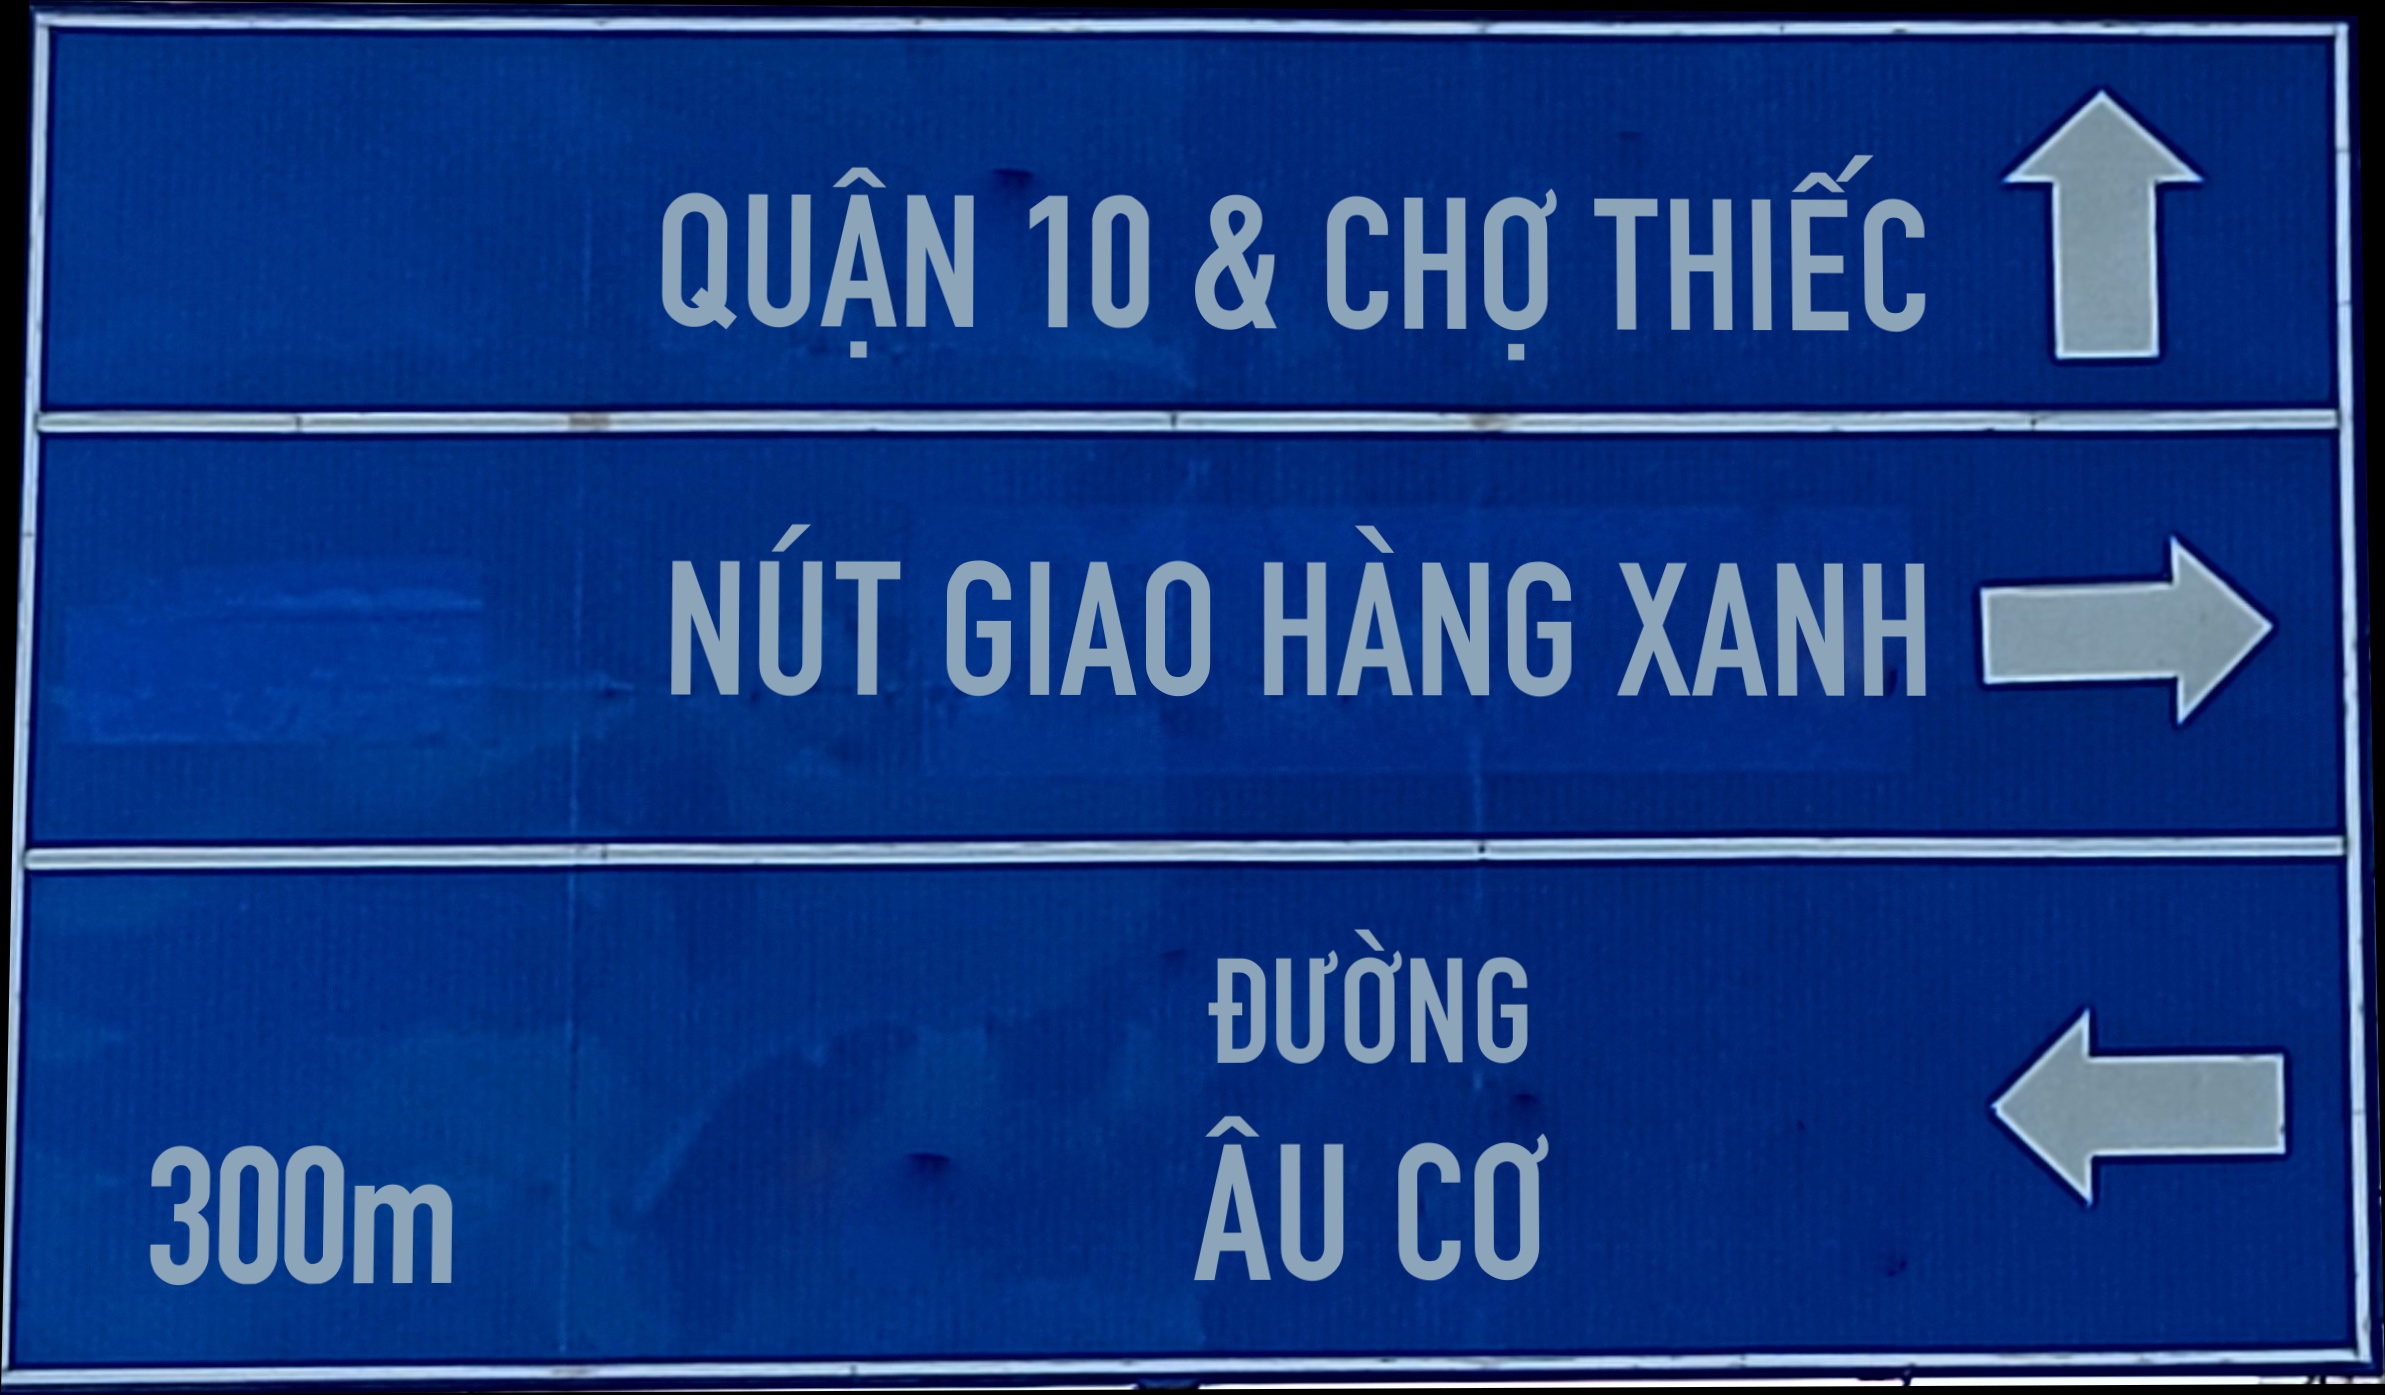 QUẬN 10 & CHỢ THIẾC
NÚT GIAO HÀNG XANH
ĐƯỜNG
300m ÂU CƠ